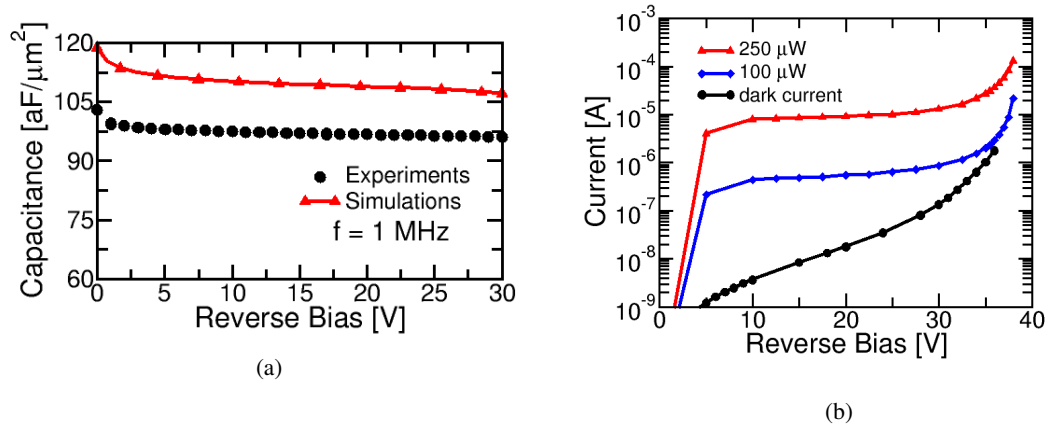 120
105
90
75
60
Capacitance [aF/μm²]
Experiments
Simulations
f = 1 MHz
0 5 10 15 20 25 30
Reverse Bias [V]
(a)
10⁻³
10⁻⁴
10⁻⁵
10⁻⁶
10⁻⁷
10⁻⁸
10⁻⁹
Current [A]
250 μW
100 μW
dark current
0 10 20 30 40
Reverse Bias [V]
(b)